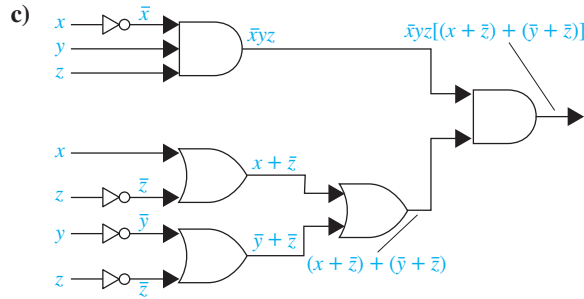 c)
x x̄ x̄yz x̄yz[(x + z̄) + (ȳ + z̄)]
y
z
x
x + z̄
z z̄
y ȳ
ȳ + z̄
(x + z̄) + (ȳ + z̄)
z z̄